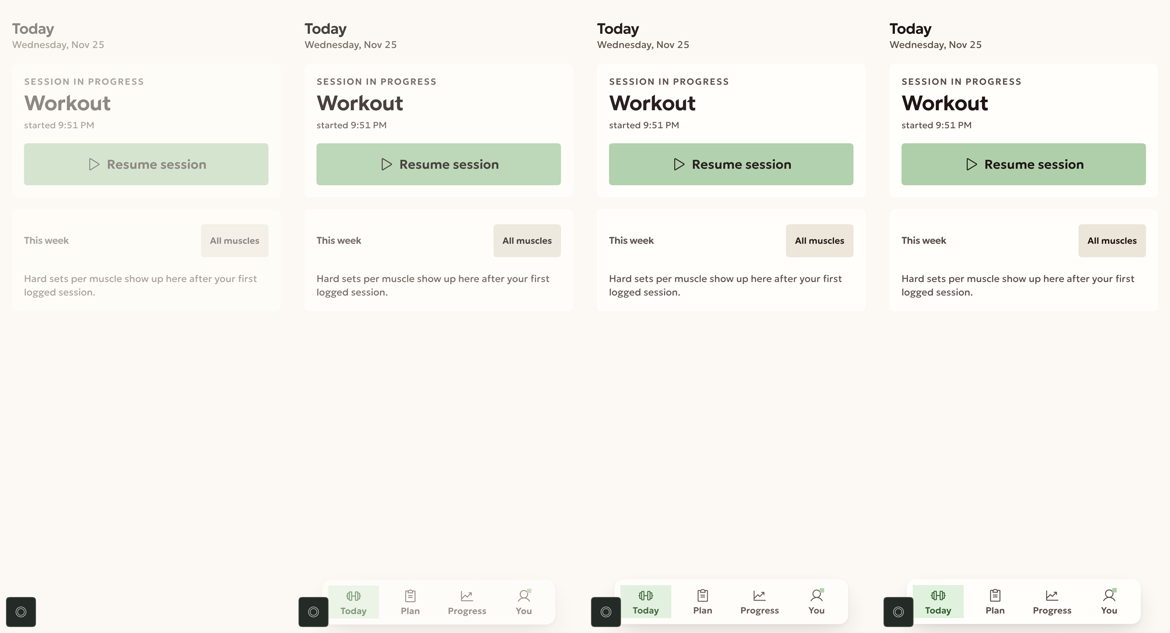 Today
Wednesday, Nov 25
SESSION IN PROGRESS
Workout
started 9:51 PM
Resume session
This week
All muscles
Hard sets per muscle show up here after your first
logged session.
Today
Wednesday, Nov 25
SESSION IN PROGRESS
Workout
started 9:51 PM
Resume session
This week
All muscles
Hard sets per muscle show up here after your first
logged session.
Today
Plan
Progress
You
Today
Wednesday, Nov 25
SESSION IN PROGRESS
Workout
started 9:51 PM
Resume session
This week
All muscles
Hard sets per muscle show up here after your first
logged session.
Today
Plan
Progress
You
Today
Wednesday, Nov 25
SESSION IN PROGRESS
Workout
started 9:51 PM
Resume session
This week
All muscles
Hard sets per muscle show up here after your first
logged session.
Today
Plan
Progress
You